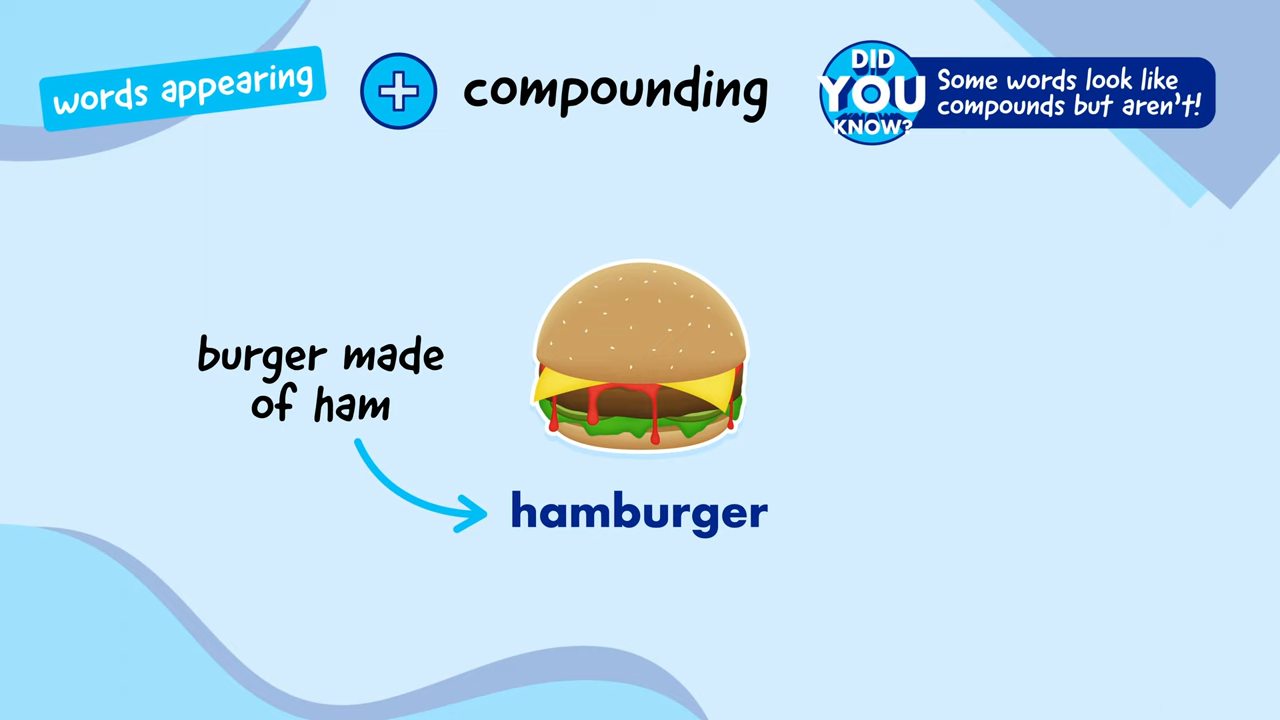 words appearing
compounding
DID
YOU
KNOW?
Some words look like
compounds but aren't!
burger made
of ham
hamburger